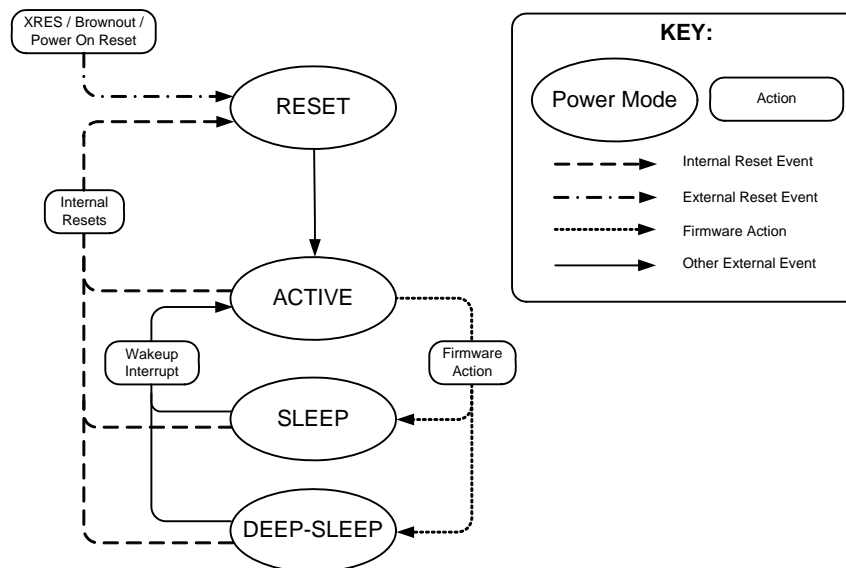 XRES / Brownout /
Power On Reset
KEY:
RESET
Power Mode
Action
Internal Reset Event
Internal
Resets
External Reset Event
Firmware Action
Other External Event
ACTIVE
Wakeup
Interrupt
Firmware
Action
SLEEP
DEEP-SLEEP